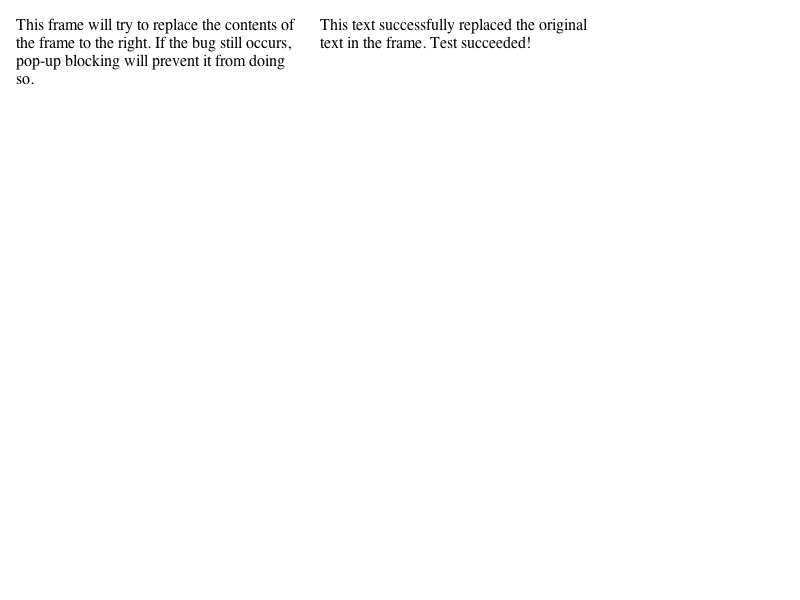 This frame will try to replace the contents of
the frame to the right. If the bug still occurs,
pop-up blocking will prevent it from doing
so.
This text successfully replaced the original
text in the frame. Test succeeded!